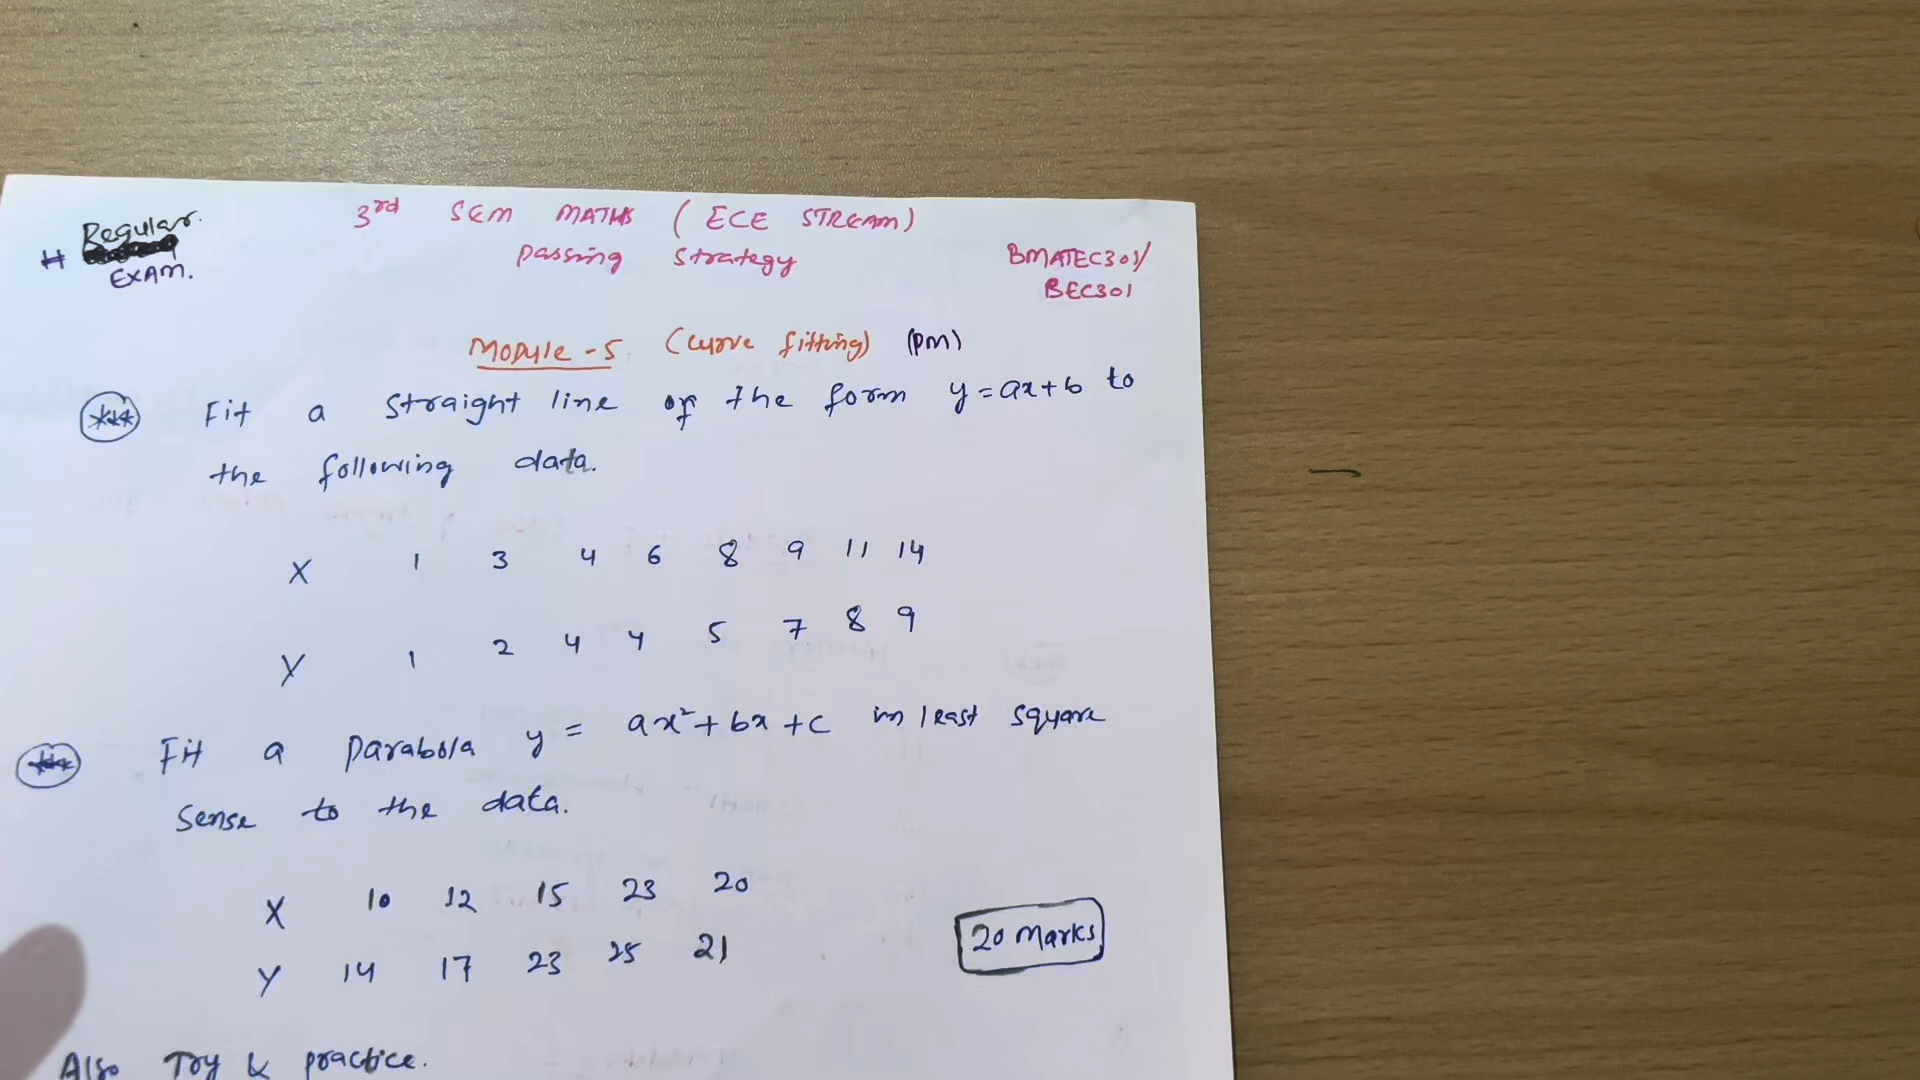 Regular.
# EXAM.
3rd SEM MATHS (ECE STREAM)
passing strategy
BMATEC301/
BEC301
Module-5 (curve fitting) (PM)
*** Fit a straight line of the form y=ax+b to
the following data.
X 1 3 4 6 8 9 11 14
Y 1 2 4 4 5 7 8 9
*** Fit a parabola y = ax²+bx+c in least square
sense to the data.
X 10 12 15 23 20
Y 14 17 23 25 21
20 Marks
Also Try & practice.